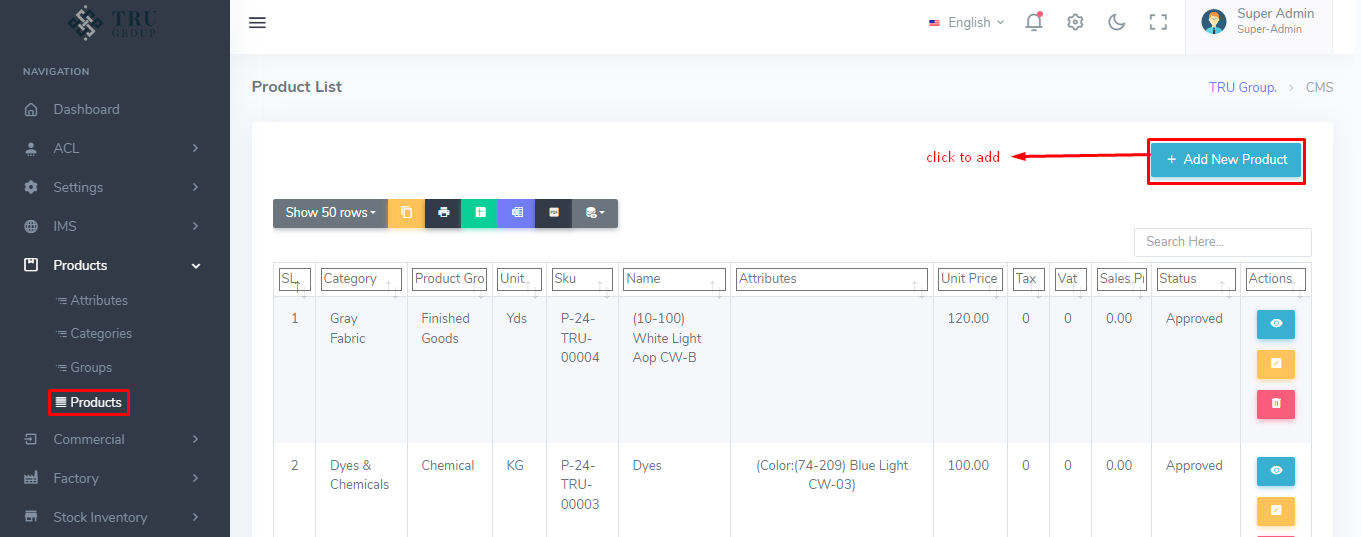 TRU
GROUP
English
Super Admin
Super-Admin
NAVIGATION
Dashboard
ACL
Settings
IMS
Products
Attributes
Categories
Groups
Products
Commercial
Factory
Stock Inventory
Product List
TRU Group. > CMS
click to add
+ Add New Product
Show 50 rows
PDF
Search Here...
SL Category Product Gro Unit Sku Name Attributes Unit Price Tax Vat Sales Pr Status Actions
1 Gray Finished Yds P-24- (10-100) 120.00 0 0 0.00 Approved
Fabric Goods TRU- White Light
00004 Aop CW-B
2 Dyes & Chemical KG P-24- Dyes (Color:(74-209) Blue Light 100.00 0 0 0.00 Approved
Chemicals TRU- CW-03)
00003